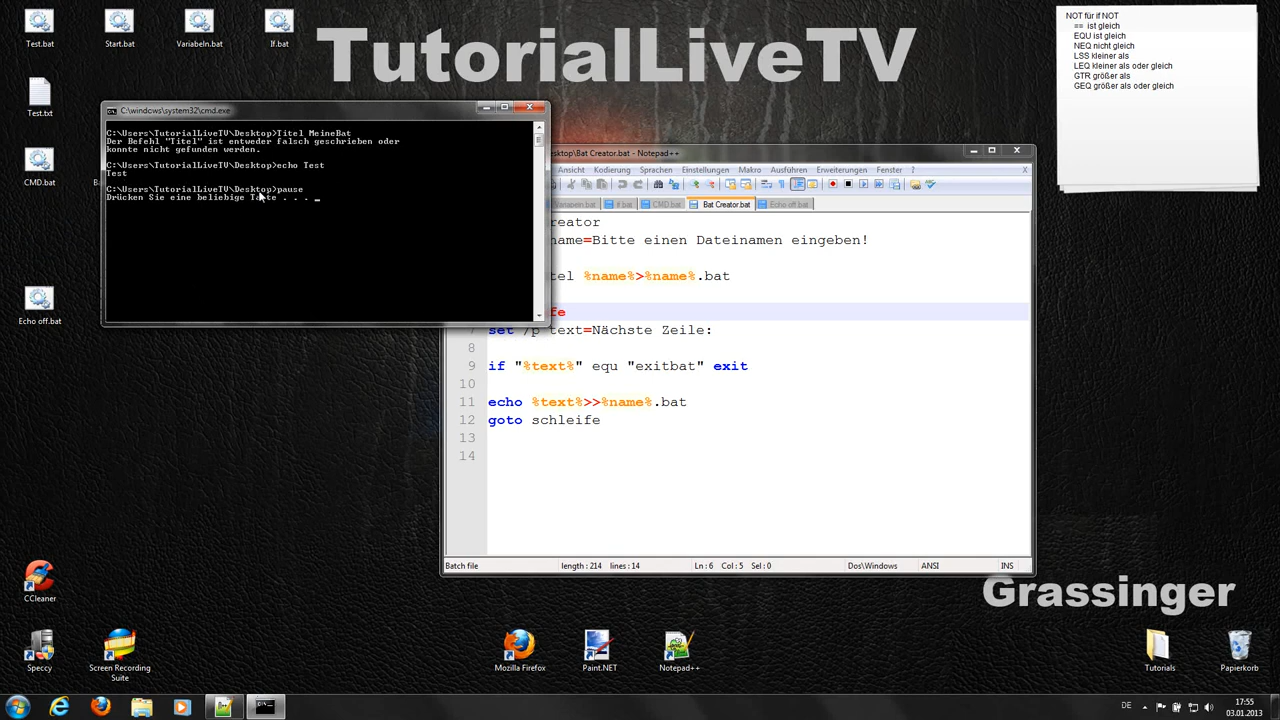 Test.bat
Start.bat
Variabeln.bat
If.bat
TutorialLiveTV
NOT für if NOT
== ist gleich
EQU ist gleich
NEQ nicht gleich
LSS kleiner als
LEQ kleiner als oder gleich
GTR größer als
GEQ größer als oder gleich
Test.txt
CMD.bat
Echo off.bat
C:\windows\system32\cmd.exe
C:\Users\TutorialLiveTV\Desktop>Titel MeineBat
Der Befehl "Titel" ist entweder falsch geschrieben oder
konnte nicht gefunden werden.
C:\Users\TutorialLiveTV\Desktop>echo Test
Test
C:\Users\TutorialLiveTV\Desktop>pause
Drücken Sie eine beliebige Taste . . . _
sktop\Bat Creator.bat - Notepad++
Ansicht Kodierung Sprachen Einstellungen Makro Ausführen Erweiterungen Fenster X
Variabeln.bat If.bat CMD.bat Bat Creator.bat Echo off.bat
reator
name=Bitte einen Dateinamen eingeben!
tel %name%>%name%.bat
fe
7 set /p text=Nächste Zeile:
8
9 if "%text%" equ "exitbat" exit
10
11 echo %text%>>%name%.bat
12 goto schleife
13
14
Batch file length : 214 lines : 14 Ln : 6 Col : 5 Sel : 0 Dos\Windows ANSI INS
Grassinger
CCleaner
Speccy
Screen Recording
Suite
Mozilla Firefox
Paint.NET
Notepad++
Tutorials
Papierkorb
DE
17:55
03.01.2013